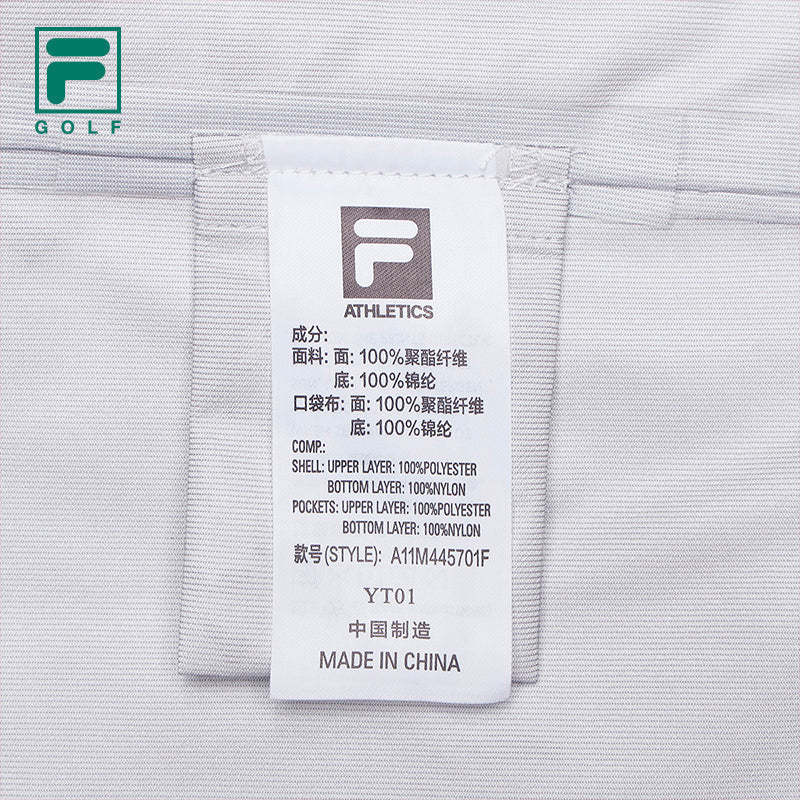 F
GOLF
F
ATHLETICS
成分:
面料: 面: 100%聚酯纤维
底: 100%锦纶
口袋布: 面: 100%聚酯纤维
底: 100%锦纶
COMP.:
SHELL: UPPER LAYER: 100%POLYESTER
BOTTOM LAYER: 100%NYLON
POCKETS: UPPER LAYER: 100%POLYESTER
BOTTOM LAYER: 100%NYLON
款号(STYLE): A11M445701F
YT01
中国制造
MADE IN CHINA